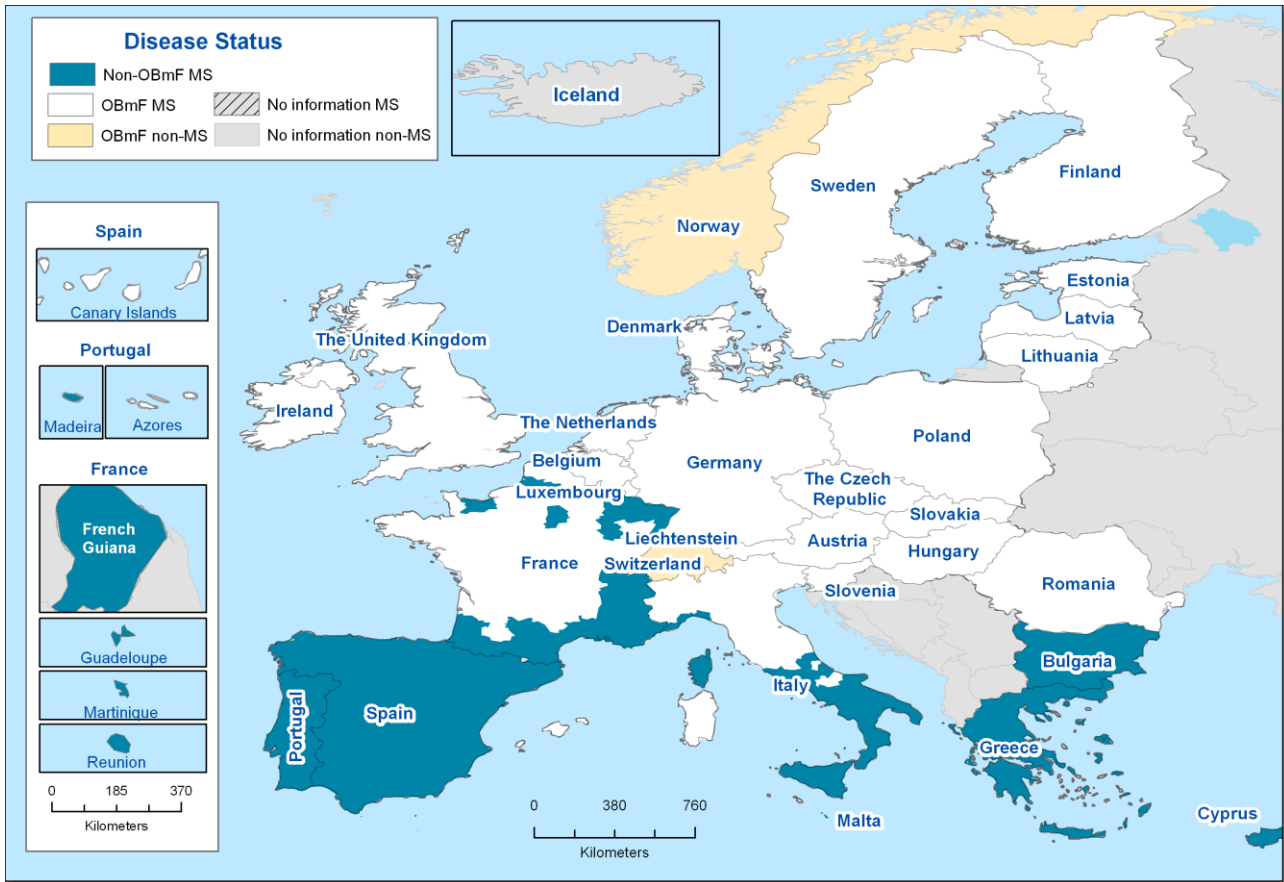 Disease Status
Non-OBmF MS
OBmF MS
No information MS
OBmF non-MS
No information non-MS
Iceland
Spain
Canary Islands
Portugal
Madeira
Azores
France
French
Guiana
Guadeloupe
Martinique
Reunion
0 185 370
Kilometers
Finland
Sweden
Norway
Estonia
Denmark
Latvia
The United Kingdom
Lithuania
Ireland
The Netherlands
Poland
Belgium
Germany
The Czech
Republic
Luxembourg
Slovakia
Liechtenstein
Austria
Hungary
France
Switzerland
Romania
Slovenia
Bulgaria
Italy
Portugal
Spain
Greece
Malta
Cyprus
0 380 760
Kilometers